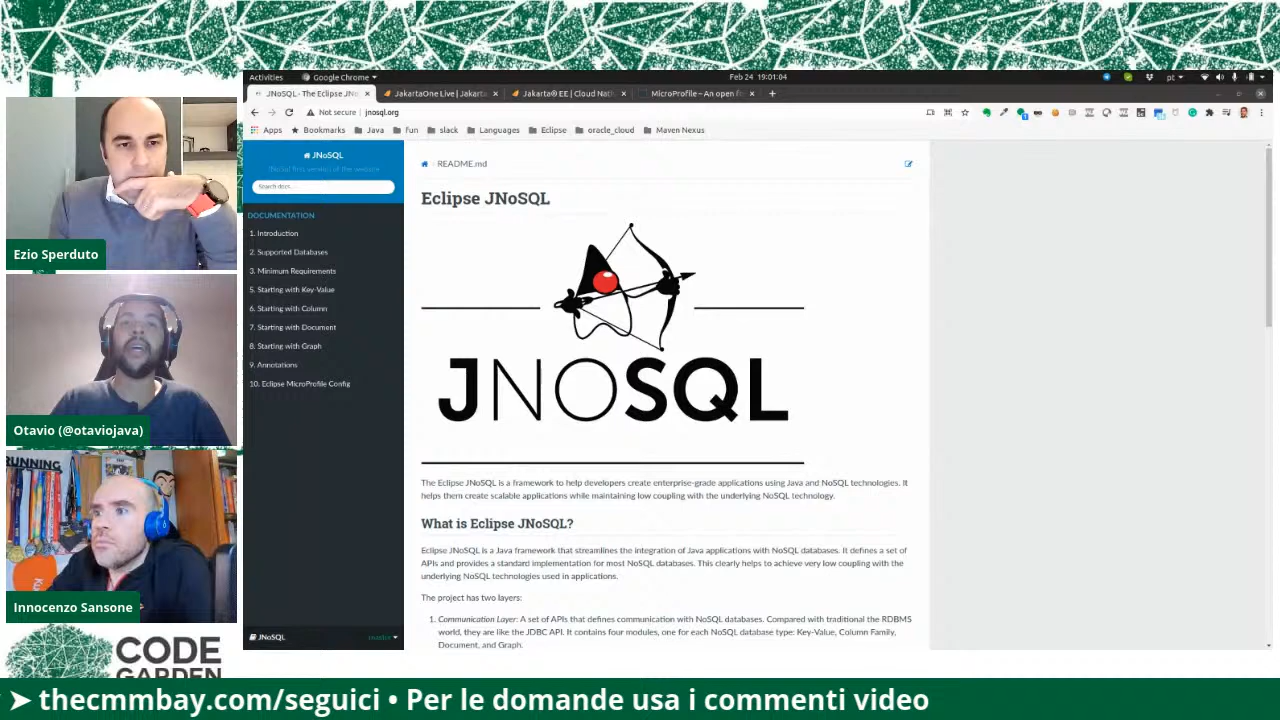 Activities
Google Chrome
Feb 24 19:01:04
pt
JNoSQL - The Eclipse JNo
JakartaOne Live | Jakarta
Jakarta® EE | Cloud Nati
MicroProfile – An open fo
Not secure | jnosql.org
Apps
Bookmarks
Java
fun
slack
Languages
Eclipse
oracle_cloud
Maven Nexus
JNoSQL
Search docs
DOCUMENTATION
1. Introduction
2. Supported Databases
3. Minimum Requirements
5. Starting with Key-Value
6. Starting with Column
7. Starting with Document
8. Starting with Graph
9. Annotations
10. Eclipse MicroProfile Config
JNoSQL
master
README.md
Eclipse JNoSQL
JNOSQL
The Eclipse JNoSQL is a framework to help developers create enterprise-grade applications using Java and NoSQL technologies. It
helps them create scalable applications while maintaining low coupling with the underlying NoSQL technology.
What is Eclipse JNoSQL?
Eclipse JNoSQL is a Java framework that streamlines the integration of Java applications with NoSQL databases. It defines a set of
APIs and provides a standard implementation for most NoSQL databases. This clearly helps to achieve very low coupling with the
underlying NoSQL technologies used in applications.
The project has two layers:
1. Communication Layer: A set of APIs that defines communication with NoSQL databases. Compared with traditional the RDBMS
world, they are like the JDBC API. It contains four modules, one for each NoSQL database type: Key-Value, Column Family,
Document, and Graph.
Ezio Sperduto
Otavio (@otaviojava)
RUNNING
Innocenzo Sansone
CODE
GARDEN
➤ thecmmbay.com/seguici • Per le domande usa i commenti video